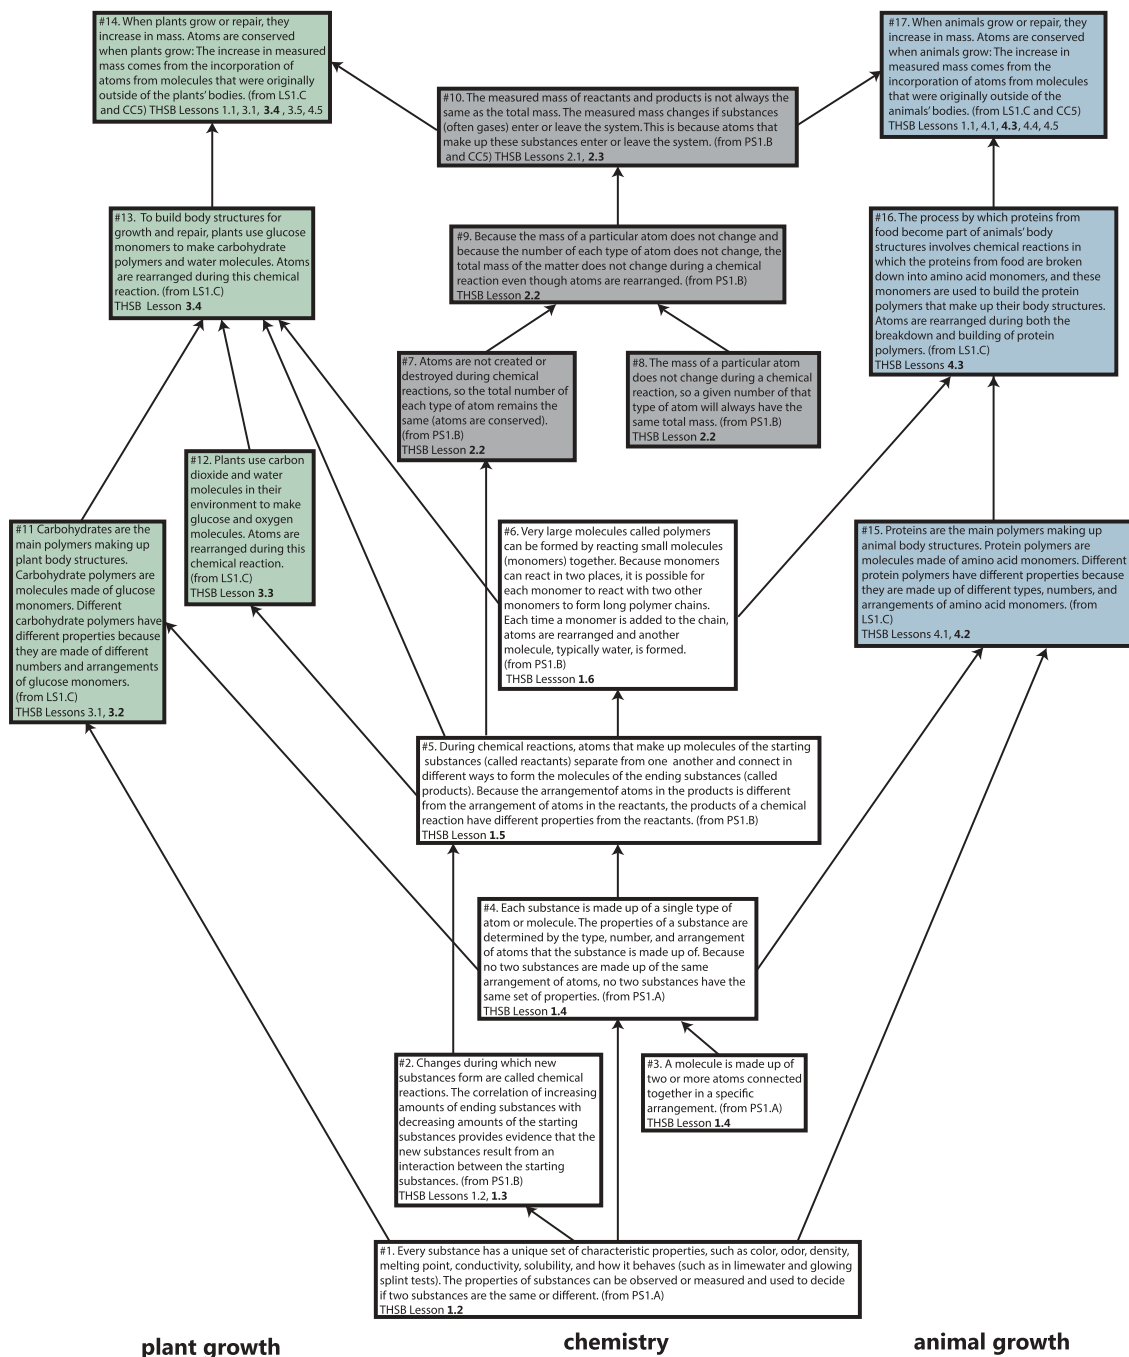 #14. When plants grow or repair, they
increase in mass. Atoms are conserved
when plants grow: The increase in measured
mass comes from the incorporation of
atoms from molecules that were originally
outside of the plants' bodies. (from LS1.C
and CC5) THSB Lessons 1.1, 3.1, 3.4 , 3.5, 4.5
#17. When animals grow or repair, they
increase in mass. Atoms are conserved
when animals grow: The increase in
measured mass comes from the
incorporation of atoms from molecules
that were originally outside of the
animals' bodies. (from LS1.C and CC5)
THSB Lessons 1.1, 4.1, 4.3, 4.4, 4.5
#10. The measured mass of reactants and products is not always the
same as the total mass. The measured mass changes if substances
(often gases) enter or leave the system. This is because atoms that
make up these substances enter or leave the system. (from PS1.B
and CC5) THSB Lessons 2.1, 2.3
#13. To build body structures for
growth and repair, plants use glucose
monomers to make carbohydrate
polymers and water molecules. Atoms
are rearranged during this chemical
reaction. (from LS1.C)
THSB Lesson 3.4
#9. Because the mass of a particular atom does not change and
because the number of each type of atom does not change, the
total mass of the matter does not change during a chemical
reaction even though atoms are rearranged. (from PS1.B)
THSB Lesson 2.2
#16. The process by which proteins from
food become part of animals' body
structures involves chemical reactions in
which the proteins from food are broken
down into amino acid monomers, and these
monomers are used to build the protein
polymers that make up their body structures.
Atoms are rearranged during both the
breakdown and building of protein
polymers. (from LS1.C)
THSB Lessons 4.3
#7. Atoms are not created or
destroyed during chemical
reactions, so the total number of
each type of atom remains the
same (atoms are conserved).
(from PS1.B)
THSB Lesson 2.2
#8. The mass of a particular atom
does not change during a chemical
reaction, so a given number of that
type of atom will always have the
same total mass. (from PS1.B)
THSB Lesson 2.2
#12. Plants use carbon
dioxide and water
molecules in their
environment to make
glucose and oxygen
molecules. Atoms are
rearranged during this
chemical reaction.
(from LS1.C)
THSB Lesson 3.3
#11 Carbohydrates are the
main polymers making up
plant body structures.
Carbohydrate polymers are
molecules made of glucose
monomers. Different
carbohydrate polymers have
different properties because
they are made of different
numbers and arrangements
of glucose monomers.
(from LS1.C)
THSB Lessons 3.1, 3.2
#6. Very large molecules called polymers
can be formed by reacting small molecules
(monomers) together. Because monomers
can react in two places, it is possible for
each monomer to react with two other
monomers to form long polymer chains.
Each time a monomer is added to the chain,
atoms are rearranged and another
molecule, typically water, is formed.
(from PS1.B)
THSB Lessson 1.6
#15. Proteins are the main polymers making up
animal body structures. Protein polymers are
molecules made of amino acid monomers. Different
protein polymers have different properties because
they are made up of different types, numbers, and
arrangements of amino acid monomers. (from
LS1.C)
THSB Lessons 4.1, 4.2
#5. During chemical reactions, atoms that make up molecules of the starting
substances (called reactants) separate from one another and connect in
different ways to form the molecules of the ending substances (called
products). Because the arrangementof atoms in the products is different
from the arrangement of atoms in the reactants, the products of a chemical
reaction have different properties from the reactants. (from PS1.B)
THSB Lesson 1.5
#4. Each substance is made up of a single type of
atom or molecule. The properties of a substance are
determined by the type, number, and arrangement
of atoms that the substance is made up of. Because
no two substances are made up of the same
arrangement of atoms, no two substances have the
same set of properties. (from PS1.A)
THSB Lesson 1.4
#2. Changes during which new
substances form are called chemical
reactions. The correlation of increasing
amounts of ending substances with
decreasing amounts of the starting
substances provides evidence that the
new substances result from an
interaction between the starting
substances. (from PS1.B)
THSB Lessons 1.2, 1.3
#3. A molecule is made up of
two or more atoms connected
together in a specific
arrangement. (from PS1.A)
THSB Lesson 1.4
#1. Every substance has a unique set of characteristic properties, such as color, odor, density,
melting point, conductivity, solubility, and how it behaves (such as in limewater and glowing
splint tests). The properties of substances can be observed or measured and used to decide
if two substances are the same or different. (from PS1.A)
THSB Lesson 1.2
plant growth
chemistry
animal growth